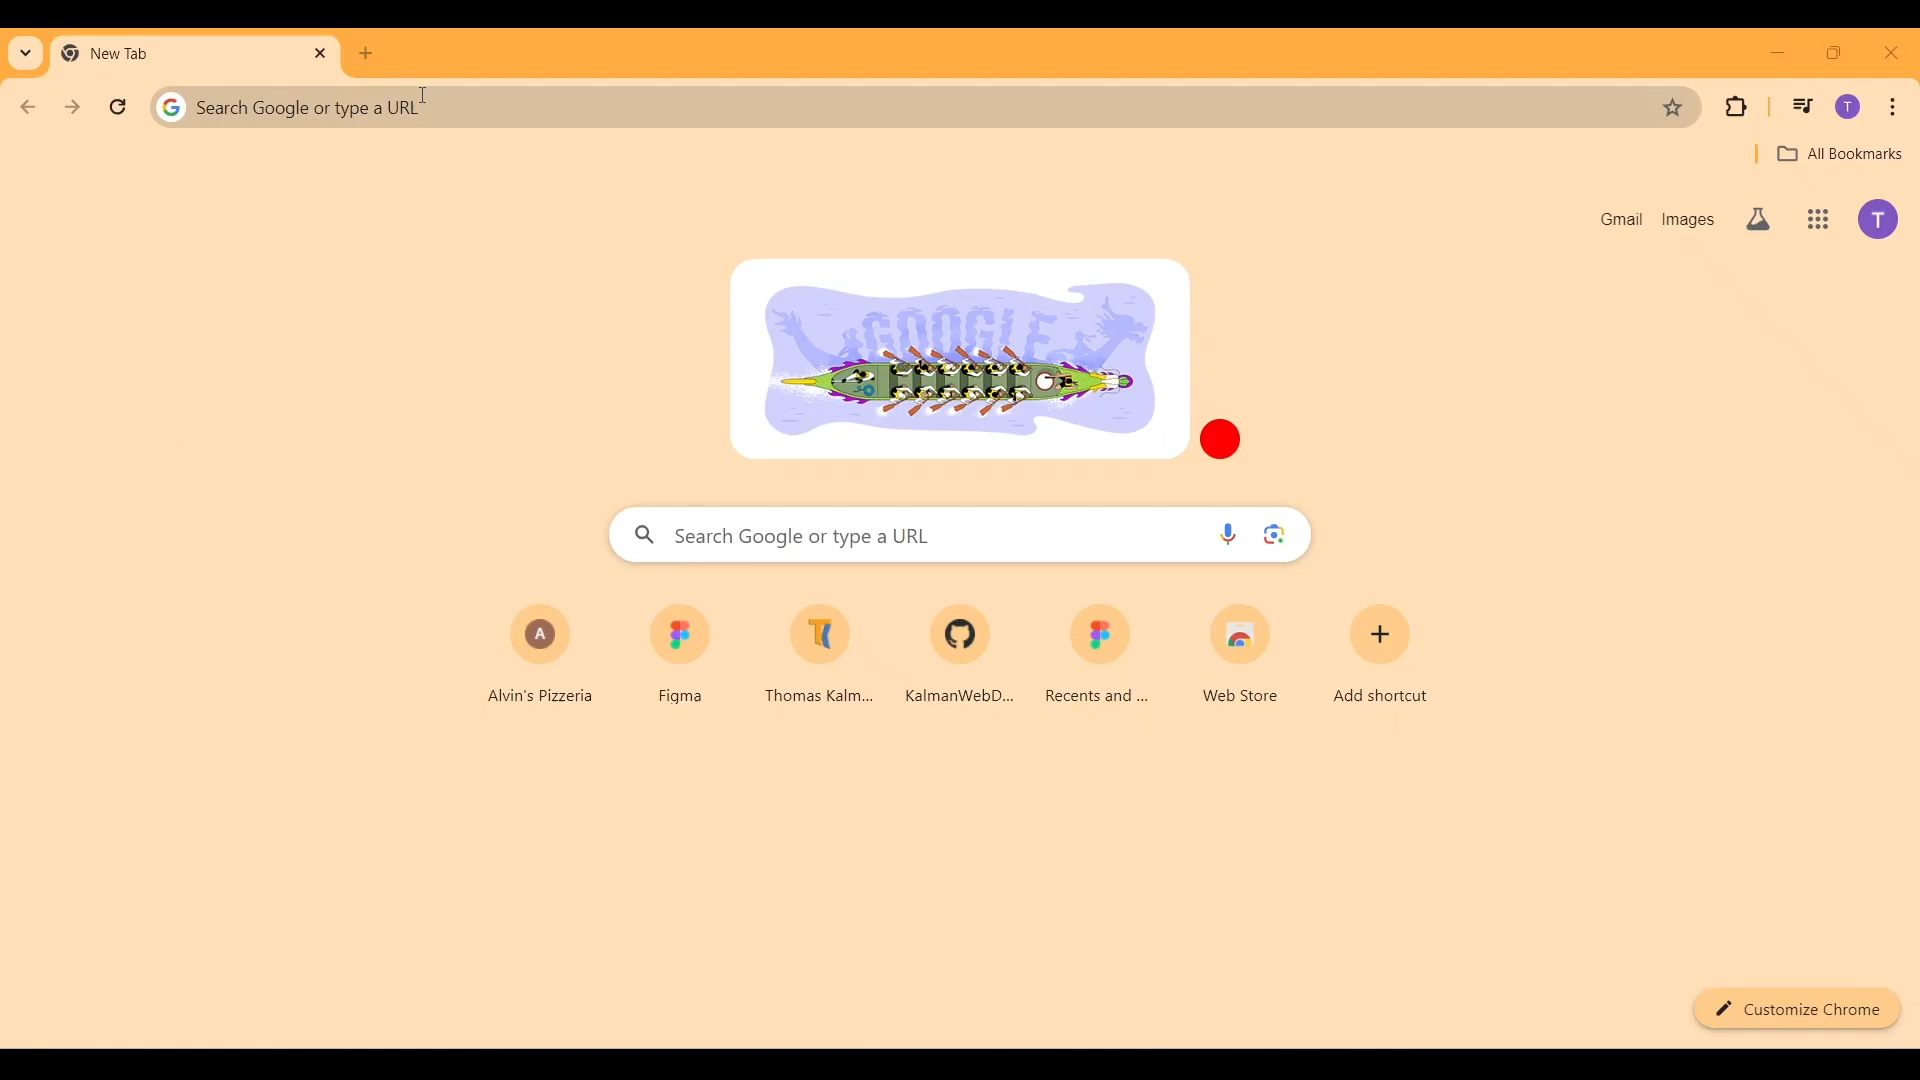 New Tab
Search Google or type a URL
T
All Bookmarks
Gmail Images
T
GOOGLE
Search Google or type a URL
A
Alvin's Pizzeria
Figma
Thomas Kalm...
KalmanWebD...
Recents and ...
Web Store
Add shortcut
Customize Chrome